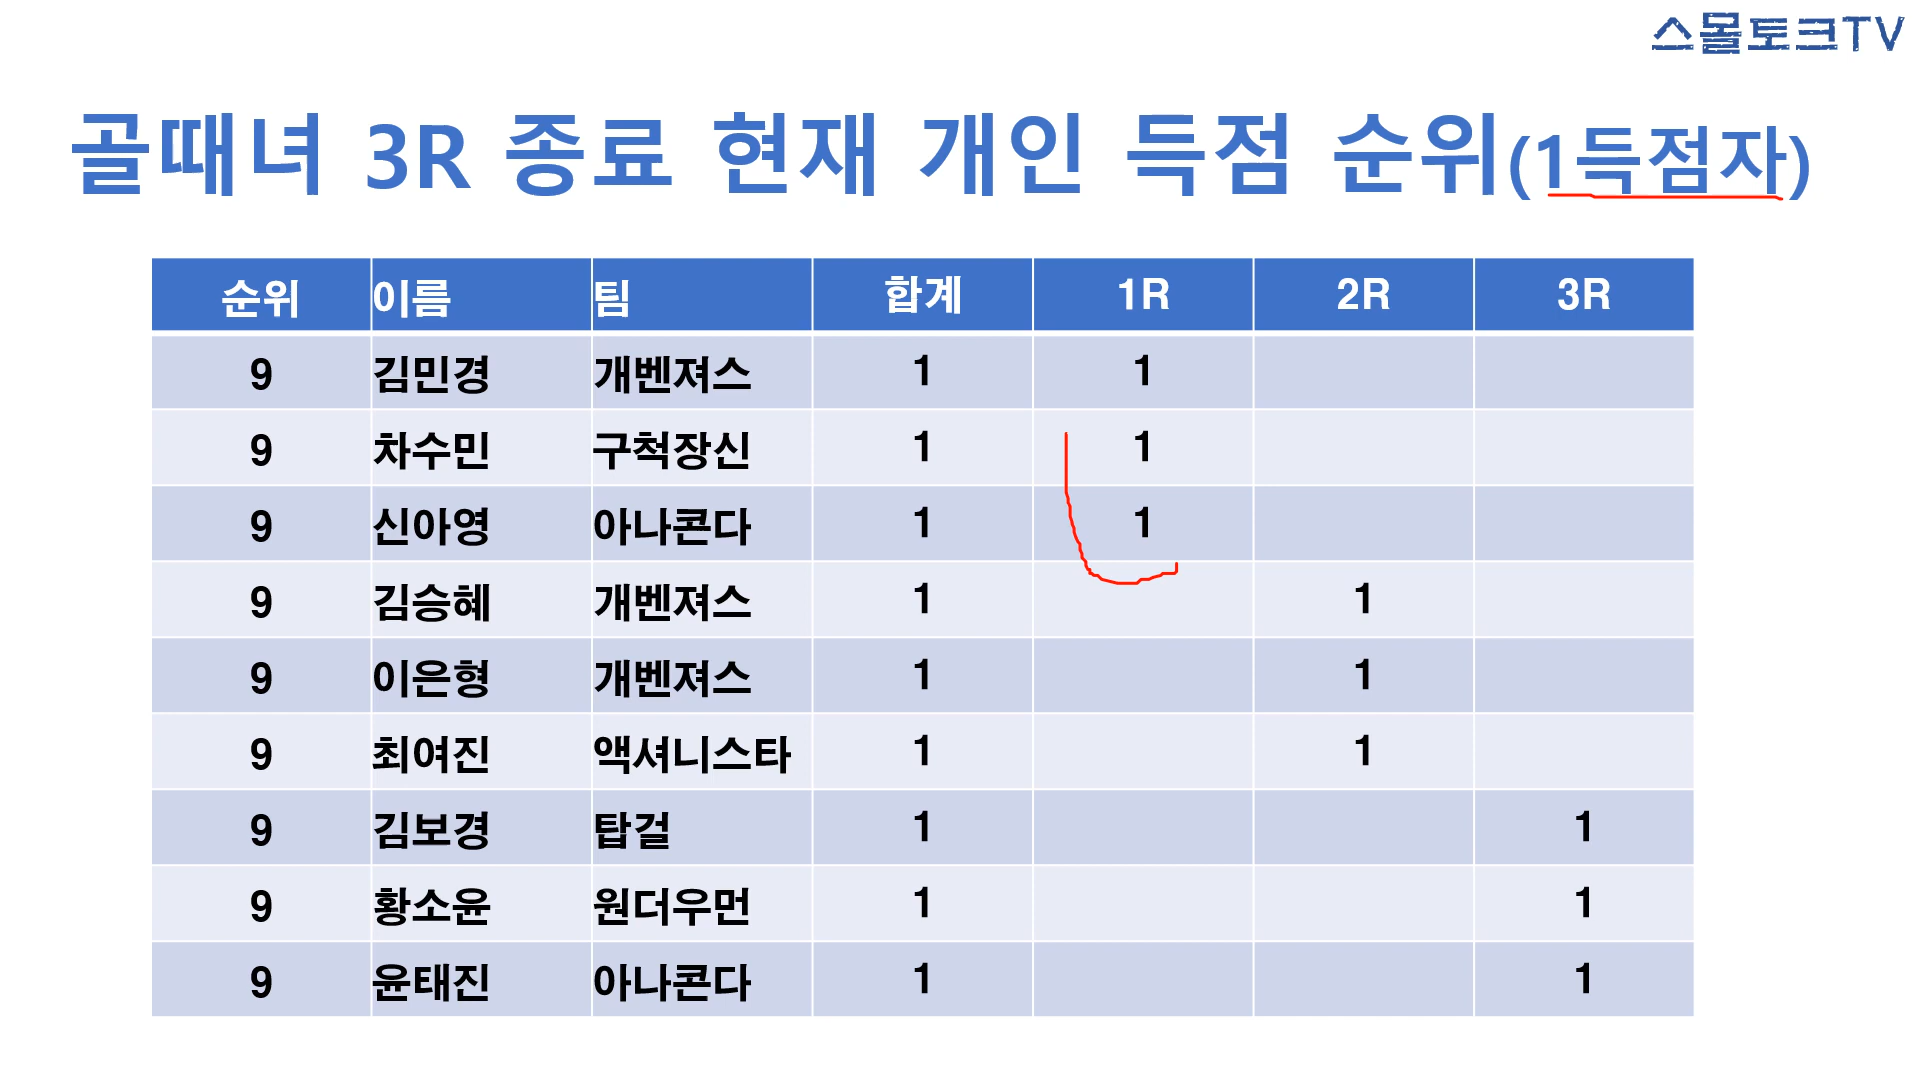 스몰토크TV
골때녀 3R 종료 현재 개인 득점 순위(1득점자)
순위 이름 팀 합계 1R 2R 3R
9 김민경 개벤져스 1 1
9 차수민 구척장신 1 1
9 신아영 아나콘다 1 1
9 김승혜 개벤져스 1 1
9 이은형 개벤져스 1 1
9 최여진 액셔니스타 1 1
9 김보경 탑걸 1 1
9 황소윤 원더우먼 1 1
9 윤태진 아나콘다 1 1